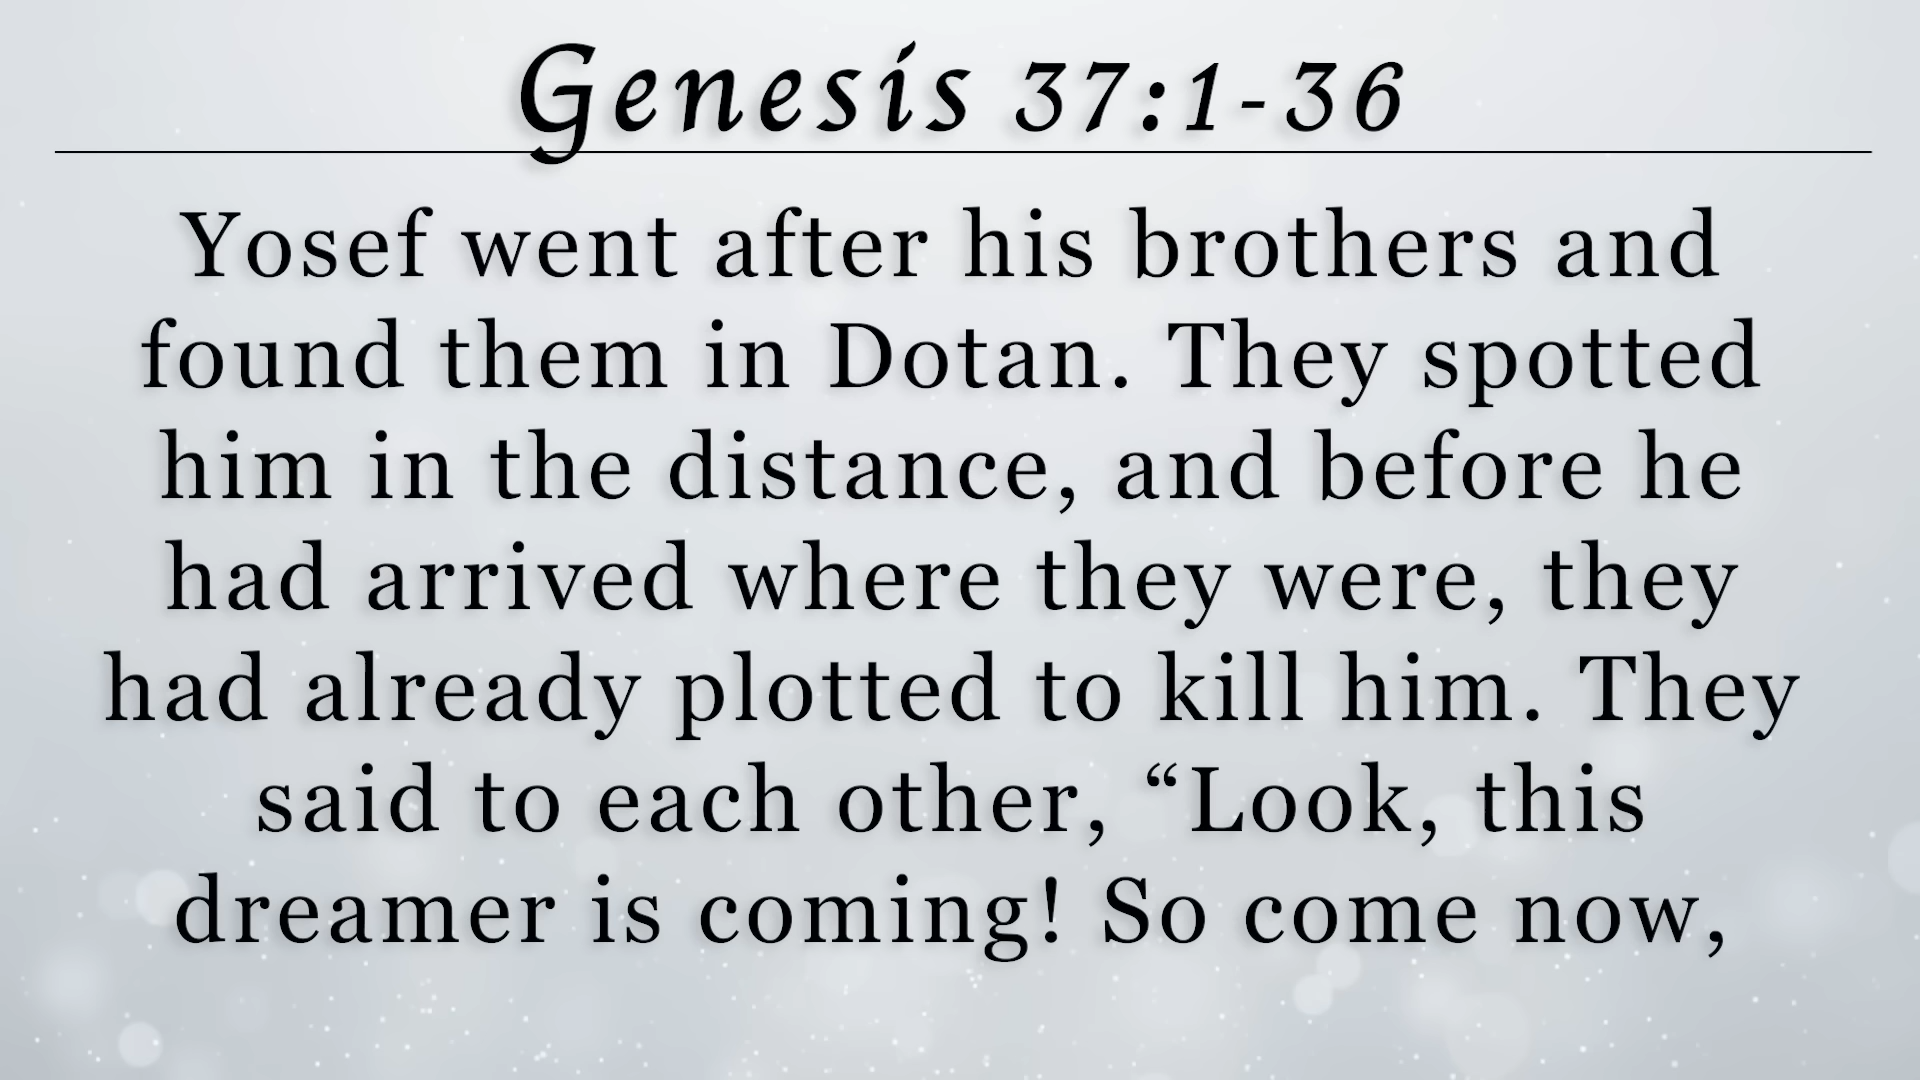 Genesis 37:1-36
Yosef went after his brothers and
found them in Dotan. They spotted
him in the distance, and before he
had arrived where they were, they
had already plotted to kill him. They
said to each other, “Look, this
dreamer is coming! So come now,